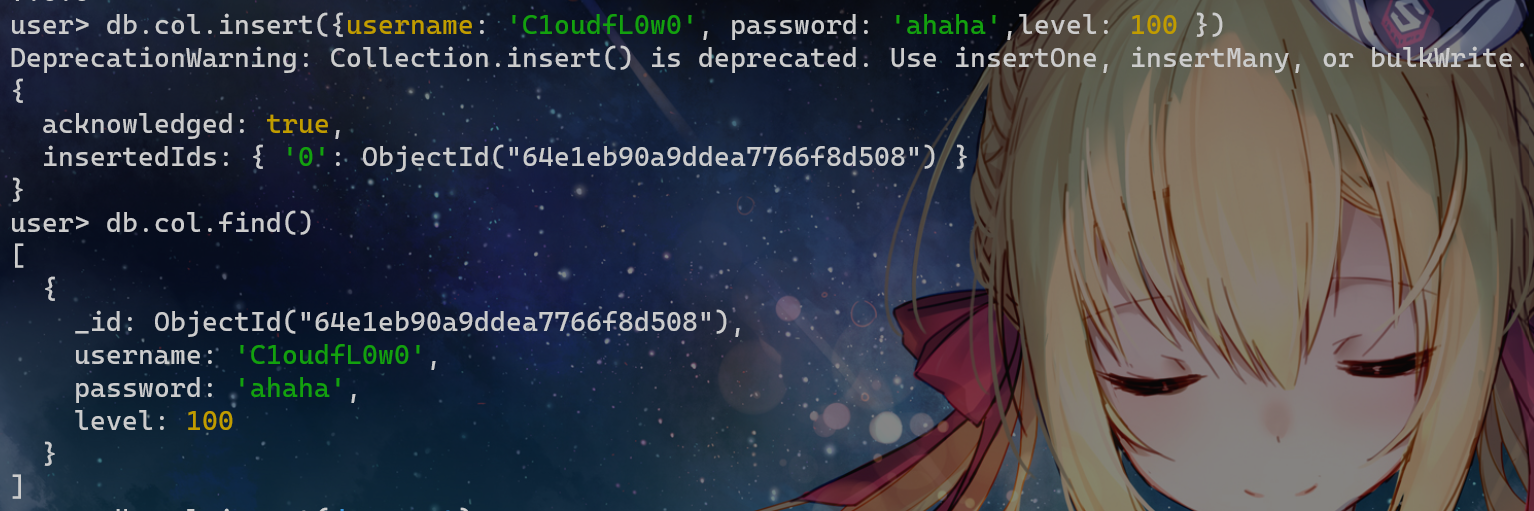 user> db.col.insert({username: 'C1oudfL0w0', password: 'ahaha',level: 100 })
DeprecationWarning: Collection.insert() is deprecated. Use insertOne, insertMany, or bulkWrite.
{
  acknowledged: true,
  insertedIds: { '0': ObjectId("64e1eb90a9ddea7766f8d508") }
}
user> db.col.find()
[
  {
    _id: ObjectId("64e1eb90a9ddea7766f8d508"),
    username: 'C1oudfL0w0',
    password: 'ahaha',
    level: 100
  }
]